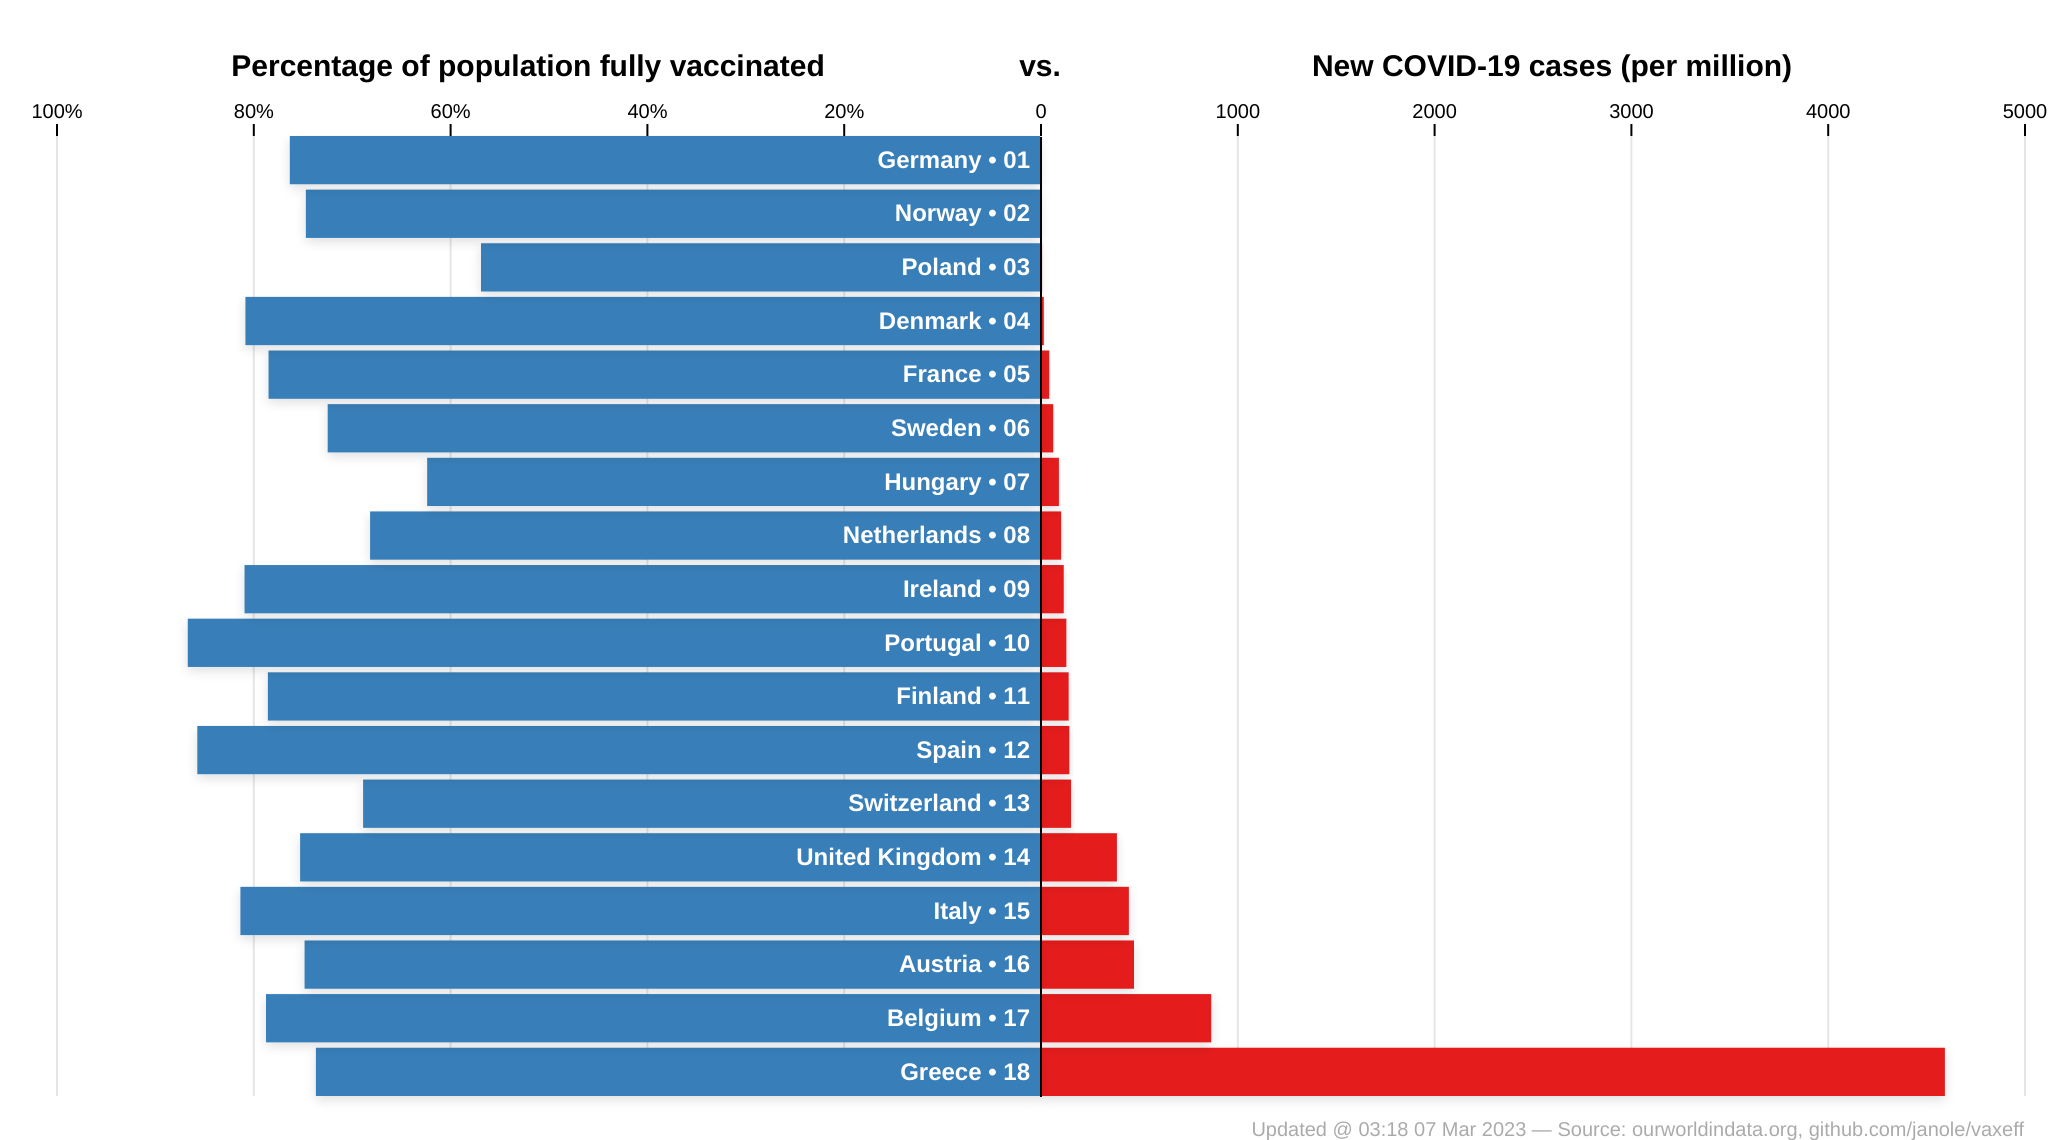 Percentage of population fully vaccinated vs. New COVID-19 cases (per million)
100% 80% 60% 40% 20% 0 1000 2000 3000 4000 5000
Germany • 01
Norway • 02
Poland • 03
Denmark • 04
France • 05
Sweden • 06
Hungary • 07
Netherlands • 08
Ireland • 09
Portugal • 10
Finland • 11
Spain • 12
Switzerland • 13
United Kingdom • 14
Italy • 15
Austria • 16
Belgium • 17
Greece • 18
Updated @ 03:18 07 Mar 2023 — Source: ourworldindata.org, github.com/janole/vaxeff